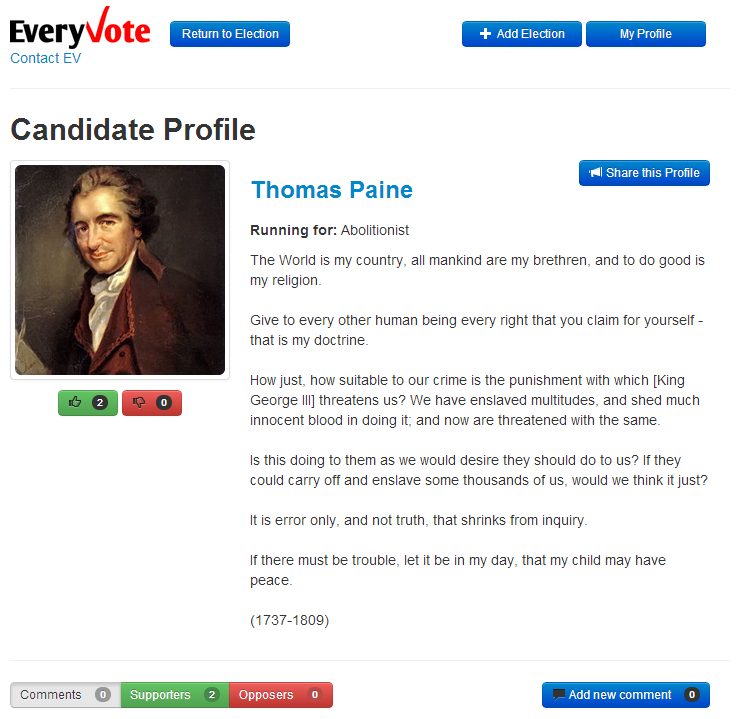 EveryVote
Return to Election
Add Election
My Profile
Contact EV
Candidate Profile
Share this Profile
Thomas Paine
Running for: Abolitionist
The World is my country, all mankind are my brethren, and to do good is
my religion.
Give to every other human being every right that you claim for yourself -
that is my doctrine.
How just, how suitable to our crime is the punishment with which [King
George III] threatens us? We have enslaved multitudes, and shed much
innocent blood in doing it; and now are threatened with the same.
Is this doing to them as we would desire they should do to us? If they
could carry off and enslave some thousands of us, would we think it just?
It is error only, and not truth, that shrinks from inquiry.
If there must be trouble, let it be in my day, that my child may have
peace.
(1737-1809)
2
0
Comments 0
Supporters 2
Opposers 0
Add new comment 0